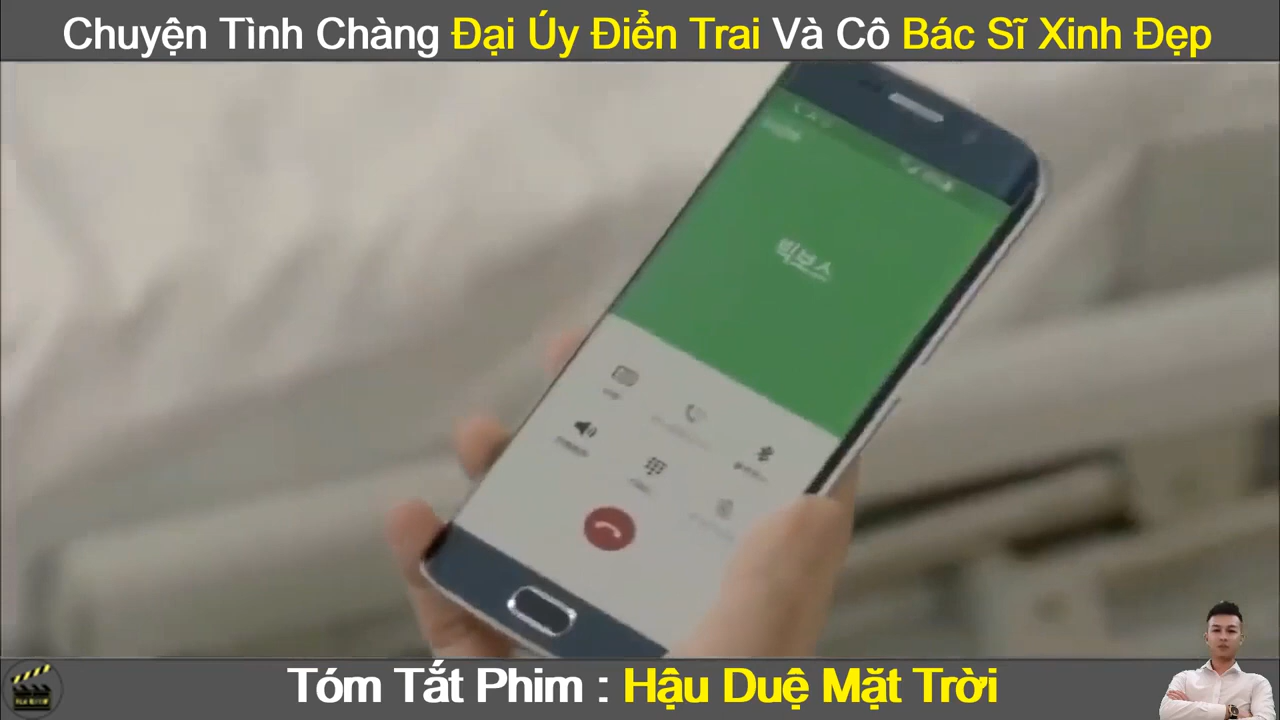 Chuyện Tình Chàng Đại Úy Điển Trai Và Cô Bác Sĩ Xinh Đẹp
빅보스
Tóm Tắt Phim : Hậu Duệ Mặt Trời